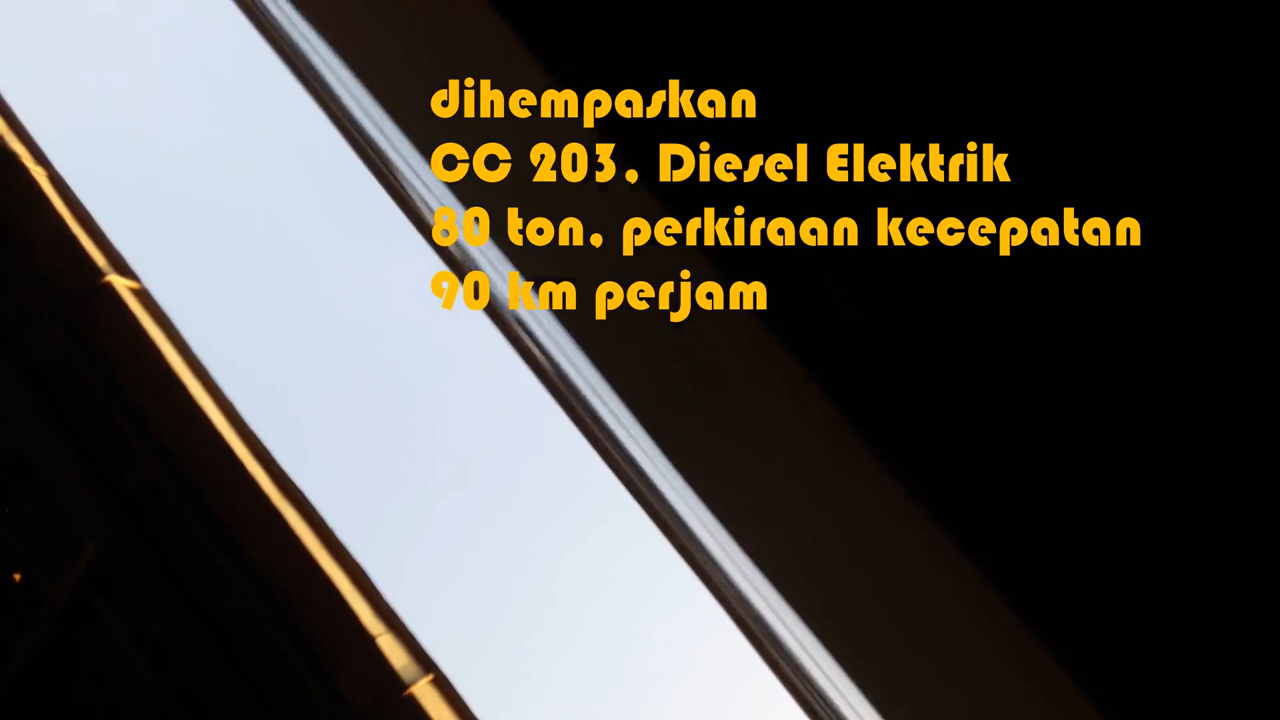 dihempaskan
CC 203, Diesel Elektrik
80 ton, perkiraan kecepatan
90 km perjam